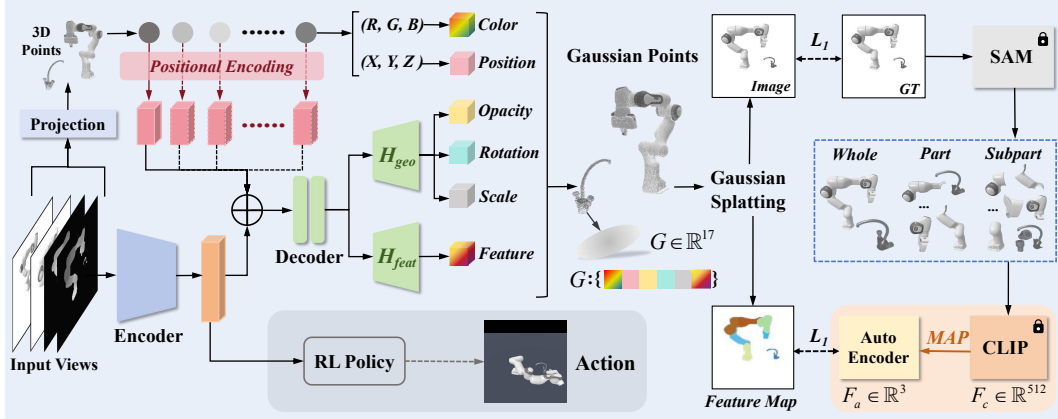 3D
Points
Positional Encoding
Projection
Input Views
Encoder
(R, G, B)
Color
(X, Y, Z)
Position
Opacity
Rotation
Scale
H_geo
Decoder
H_feat
Feature
RL Policy
Action
Gaussian Points
G ∈ ℝ^17
G:{ }
Gaussian
Splatting
Image
L_1
GT
SAM
Whole
Part
Subpart
...
...
Feature Map
L_1
Auto
Encoder
MAP
CLIP
F_a ∈ ℝ^3
F_c ∈ ℝ^512